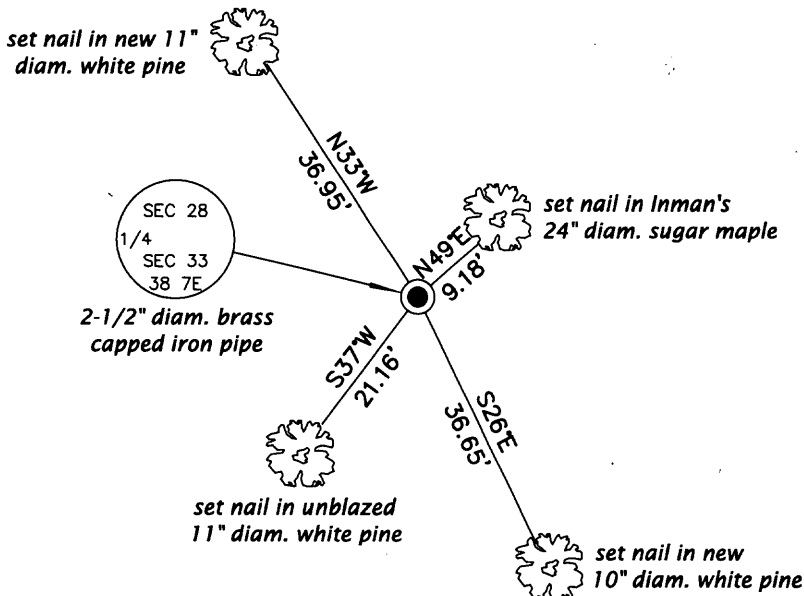 set nail in new 11"
diam. white pine
N33°W
36.95'
SEC 28
1/4
SEC 33
38 7E
2-1/2" diam. brass
capped iron pipe
N49°E
9.18'
set nail in Inman's
24" diam. sugar maple
S37°W
21.16'
set nail in unblazed
11" diam. white pine
S26°E
36.65'
set nail in new
10" diam. white pine